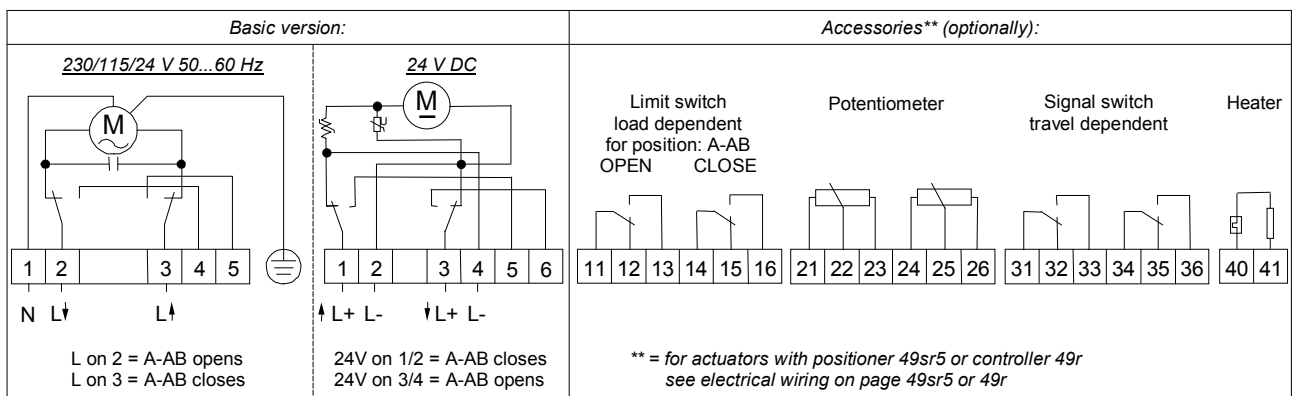 Basic version:
Accessories** (optionally):
230/115/24 V 50...60 Hz
24 V DC
M
M
Limit switch
load dependent
for position: A-AB
OPEN CLOSE
Potentiometer
Signal switch
travel dependent
Heater
1 2 3 4 5
1 2 3 4 5 6
11 12 13 14 15 16
21 22 23 24 25 26
31 32 33 34 35 36
40 41
N L L
L+ L- L+ L-
L on 2 = A-AB opens
L on 3 = A-AB closes
24V on 1/2 = A-AB closes
24V on 3/4 = A-AB opens
** = for actuators with positioner 49sr5 or controller 49r
see electrical wiring on page 49sr5 or 49r